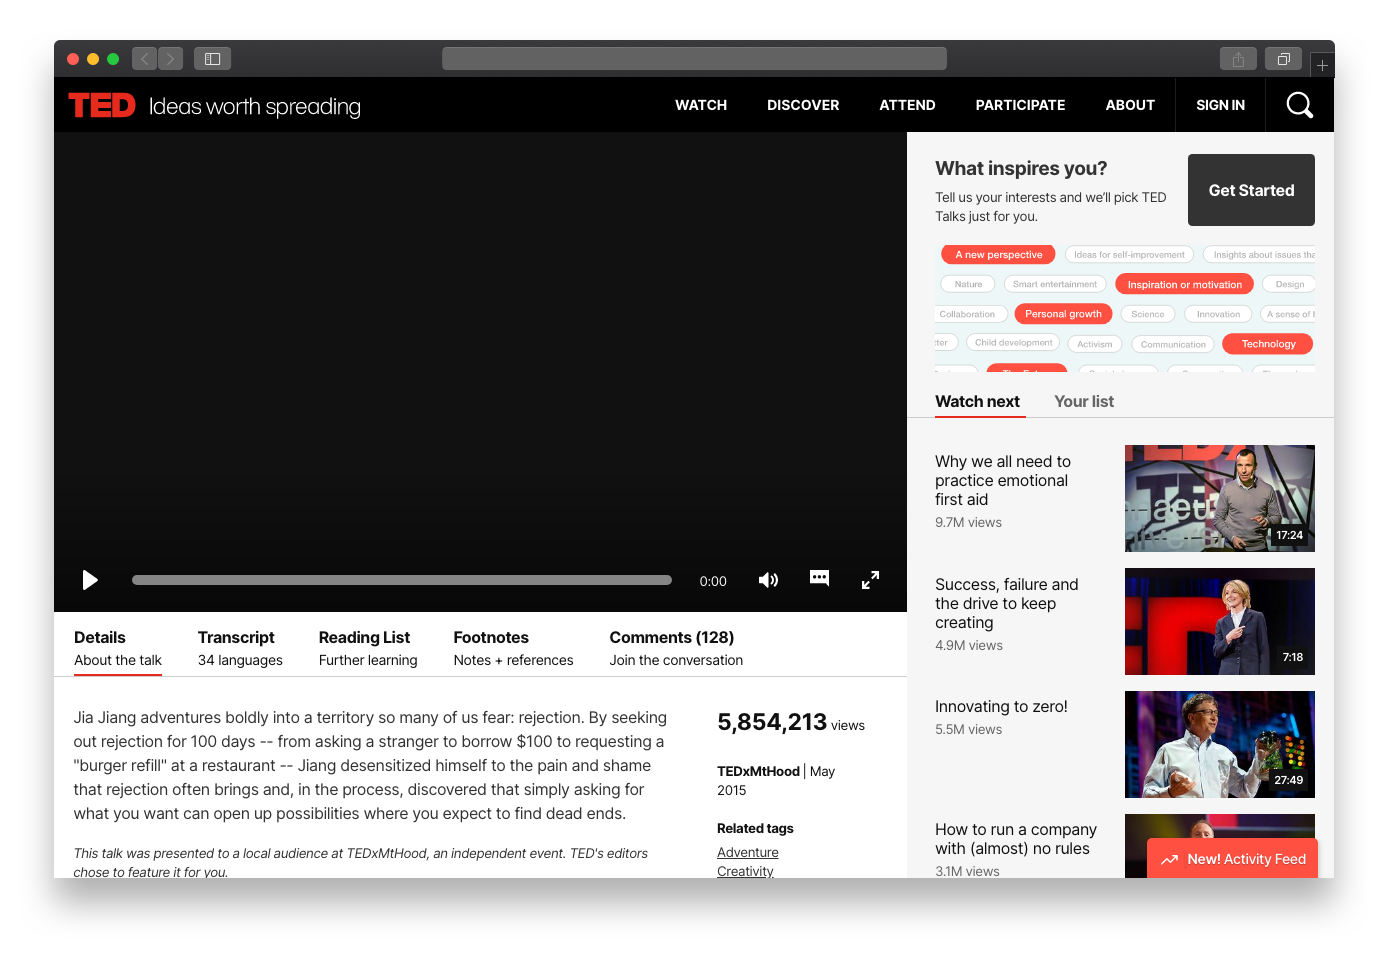 TED Ideas worth spreading
WATCH DISCOVER ATTEND PARTICIPATE ABOUT SIGN IN
0:00
Details Transcript Reading List Footnotes Comments (128)
About the talk 34 languages Further learning Notes + references Join the conversation
Jia Jiang adventures boldly into a territory so many of us fear: rejection. By seeking
out rejection for 100 days -- from asking a stranger to borrow $100 to requesting a
"burger refill" at a restaurant -- Jiang desensitized himself to the pain and shame
that rejection often brings and, in the process, discovered that simply asking for
what you want can open up possibilities where you expect to find dead ends.
This talk was presented to a local audience at TEDxMtHood, an independent event. TED's editors
chose to feature it for you.
5,854,213 views
TEDxMtHood | May
2015
Related tags
Adventure
Creativity
What inspires you?
Tell us your interests and we'll pick TED
Talks just for you.
Get Started
A new perspective Ideas for self-improvement Insights about issues tha
Nature Smart entertainment Inspiration or motivation Design
Collaboration Personal growth Science Innovation A sense of
tter Child development Activism Communication Technology
Watch next Your list
Why we all need to
practice emotional
first aid
9.7M views
17:24
Success, failure and
the drive to keep
creating
4.9M views
7:18
Innovating to zero!
5.5M views
27:49
How to run a company
with (almost) no rules
3.1M views
New! Activity Feed